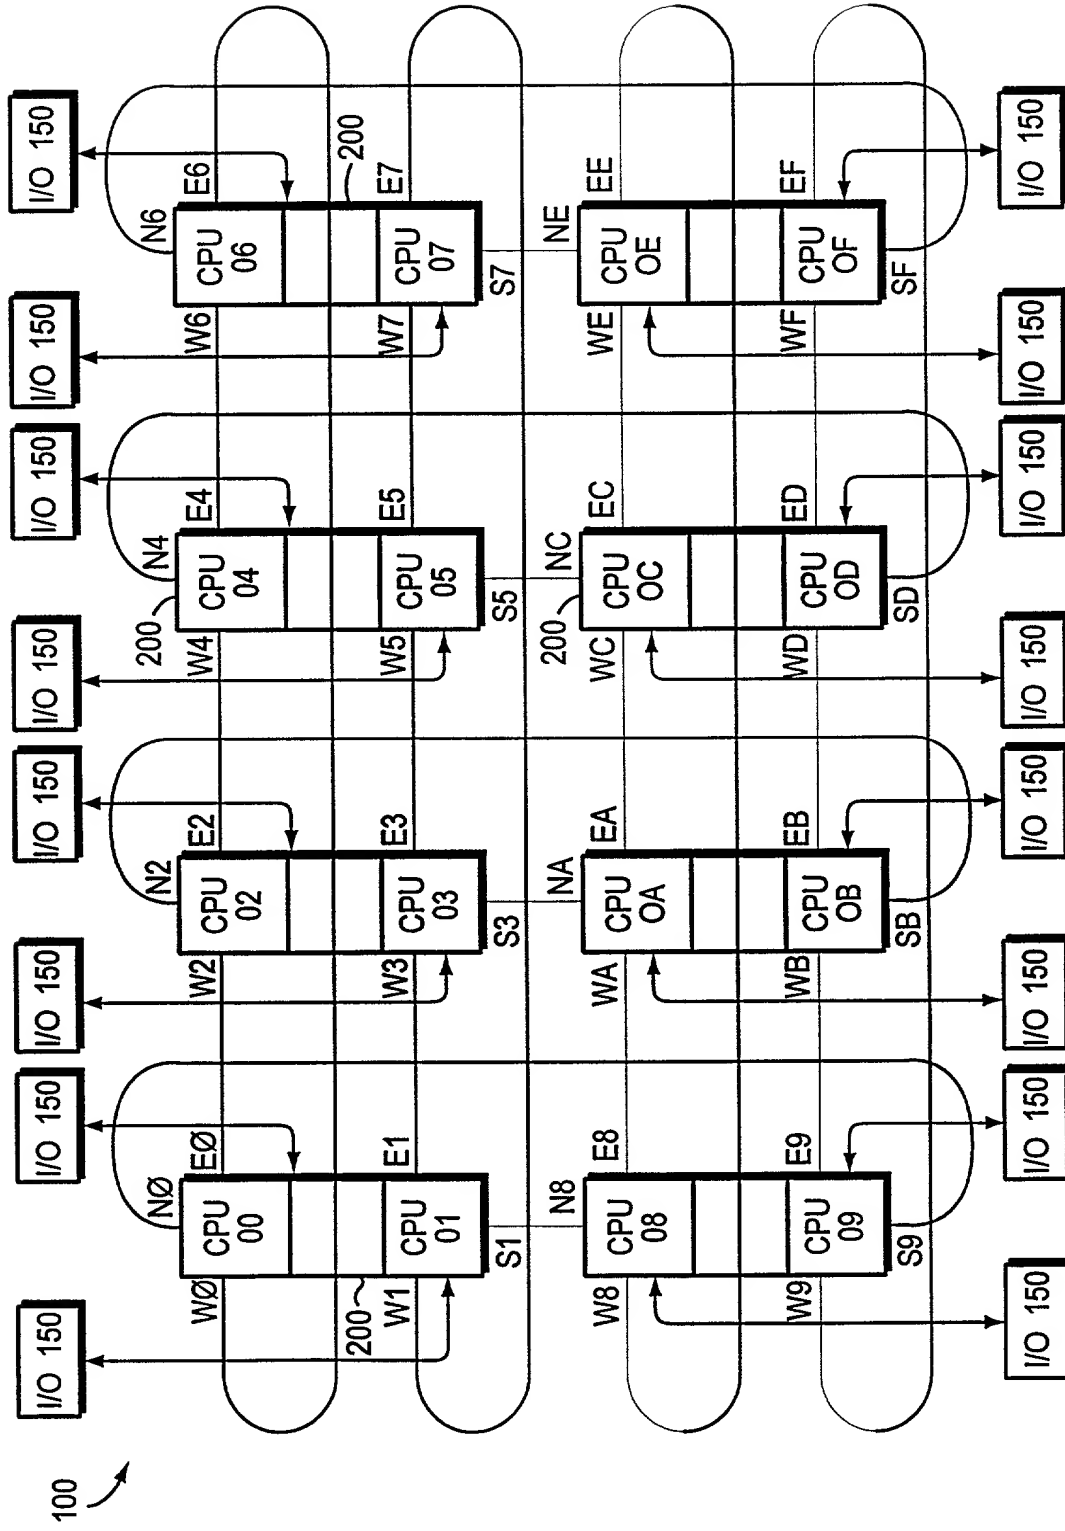 100
I/O 150
I/O 150
I/O 150
I/O 150
I/O 150
I/O 150
I/O 150
I/O 150
NØ
N2
N4
N6
WØ
CPU
00
EØ
W2
CPU
02
E2
200
W4
CPU
04
E4
W6
CPU
06
E6
200
200
W1
CPU
01
E1
W3
CPU
03
E3
W5
CPU
05
E5
W7
CPU
07
E7
S1
S3
S5
S7
N8
NA
NC
NE
W8
CPU
08
E8
WA
CPU
OA
EA
200
WC
CPU
OC
EC
WE
CPU
OE
EE
W9
CPU
09
E9
WB
CPU
OB
EB
WD
CPU
OD
ED
WF
CPU
OF
EF
S9
SB
SD
SF
I/O 150
I/O 150
I/O 150
I/O 150
I/O 150
I/O 150
I/O 150
I/O 150